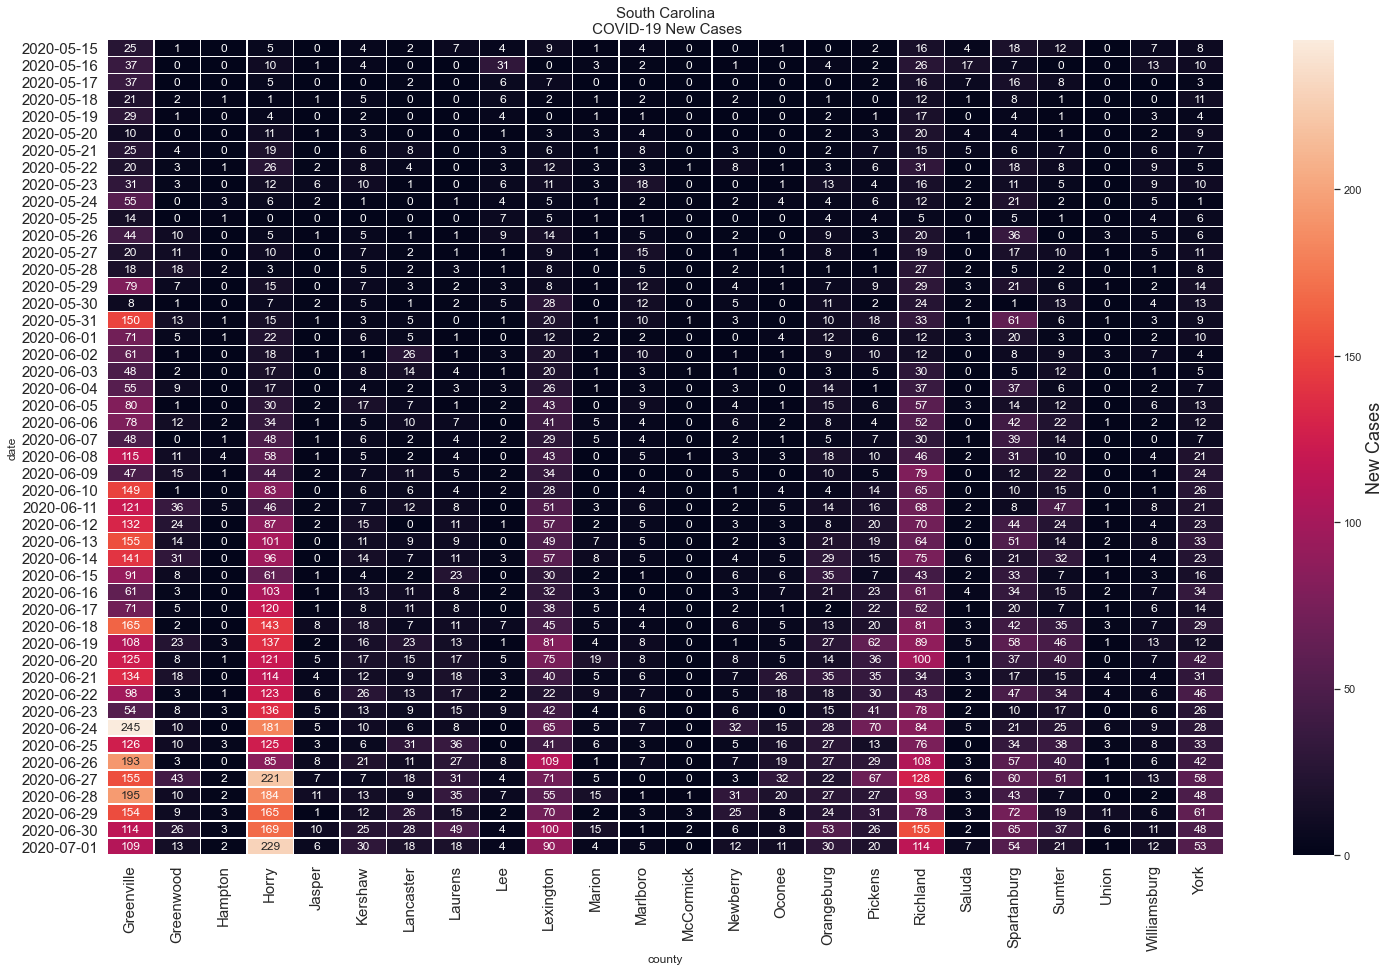 South Carolina
COVID-19 New Cases
2020-05-15 25 1 0 5 0 4 2 7 4 9 1 4 0 0 1 0 2 16 4 18 12 0 7 8
2020-05-16 37 0 0 10 1 4 0 0 31 0 3 2 0 1 0 4 2 26 17 7 0 0 13 10
2020-05-17 37 0 0 5 0 0 2 0 6 7 0 0 0 0 0 0 2 16 7 16 8 0 0 3
2020-05-18 21 2 1 1 1 5 0 0 6 2 1 2 0 2 0 1 0 12 1 8 1 0 0 11
2020-05-19 29 1 0 4 0 2 0 0 4 0 1 1 0 0 0 2 1 17 0 4 1 0 3 4
2020-05-20 10 0 0 11 1 3 0 0 1 3 3 4 0 0 0 2 3 20 4 4 1 0 2 9
2020-05-21 25 4 0 19 0 6 8 0 3 6 1 8 0 3 0 2 7 15 5 6 7 0 6 7
2020-05-22 20 3 1 26 2 8 4 0 3 12 3 3 1 8 1 3 6 31 0 18 8 0 9 5
2020-05-23 31 3 0 12 6 10 1 0 6 11 3 18 0 0 1 13 4 16 2 11 5 0 9 10
2020-05-24 55 0 3 6 2 1 0 1 4 5 1 2 0 2 4 4 6 12 2 21 2 0 5 1
2020-05-25 14 0 1 0 0 0 0 0 7 5 1 1 0 0 0 4 4 5 0 5 1 0 4 6
2020-05-26 44 10 0 5 1 5 1 1 9 14 1 5 0 2 0 9 3 20 1 36 0 3 5 6
2020-05-27 20 11 0 10 0 7 2 1 1 9 1 15 0 1 1 8 1 19 0 17 10 1 5 11
2020-05-28 18 18 2 3 0 5 2 3 1 8 0 5 0 2 1 1 1 27 2 5 2 0 1 8
2020-05-29 79 7 0 15 0 7 3 2 3 8 1 12 0 4 1 7 9 29 3 21 6 1 2 14
2020-05-30 8 1 0 7 2 5 1 2 5 28 0 12 0 5 0 11 2 24 2 1 13 0 4 13
2020-05-31 150 13 1 15 1 3 5 0 1 20 1 10 1 3 0 10 18 33 1 61 6 1 3 9
2020-06-01 71 5 1 22 0 6 5 1 0 12 2 2 0 0 4 12 6 12 3 20 3 0 2 10
2020-06-02 61 1 0 18 1 1 26 1 3 20 1 10 0 1 1 9 10 12 0 8 9 3 7 4
2020-06-03 48 2 0 17 0 8 14 4 1 20 1 3 1 1 0 3 5 30 0 5 12 0 1 5
2020-06-04 55 9 0 17 0 4 2 3 3 26 1 3 0 3 0 14 1 37 0 37 6 0 2 7
2020-06-05 80 1 0 30 2 17 7 1 2 43 0 9 0 4 1 15 6 57 3 14 12 0 6 13
2020-06-06 78 12 2 34 1 5 10 7 0 41 5 4 0 6 2 8 4 52 0 42 22 1 2 12
2020-06-07 48 0 1 48 1 6 2 4 2 29 5 4 0 2 1 5 7 30 1 39 14 0 0 7
2020-06-08 115 11 4 58 1 5 2 4 0 43 0 5 1 3 3 18 10 46 2 31 10 0 4 21
2020-06-09 47 15 1 44 2 7 11 5 2 34 0 0 0 5 0 10 5 79 0 12 22 0 1 24
2020-06-10 149 1 0 83 0 6 6 4 2 28 0 4 0 1 4 4 14 65 0 10 15 0 1 26
2020-06-11 121 36 5 46 2 7 12 8 0 51 3 6 0 2 5 14 16 68 2 8 47 1 8 21
2020-06-12 132 24 0 87 2 15 0 11 1 57 2 5 0 3 3 8 20 70 2 44 24 1 4 23
2020-06-13 155 14 0 101 0 11 9 9 0 49 7 5 0 2 3 21 19 64 0 51 14 2 8 33
2020-06-14 141 31 0 96 0 14 7 11 3 57 8 5 0 4 5 29 15 75 6 21 32 1 4 23
2020-06-15 91 8 0 61 1 4 2 23 0 30 2 1 0 6 6 35 7 43 2 33 7 1 3 16
2020-06-16 61 3 0 103 1 13 11 8 2 32 3 5 0 3 7 21 23 61 4 34 15 2 7 34
2020-06-17 71 5 0 120 1 8 11 8 0 38 5 4 0 2 1 2 22 52 1 20 7 1 6 14
2020-06-18 165 2 0 143 8 18 7 11 7 45 5 4 0 6 5 13 20 81 3 42 35 3 7 29
2020-06-19 108 23 3 137 2 16 23 13 1 81 4 8 0 1 5 27 62 89 5 58 46 1 13 12
2020-06-20 125 8 1 121 5 17 15 17 5 75 19 8 0 8 5 14 36 100 1 37 40 0 7 42
2020-06-21 134 18 0 114 4 12 9 18 3 40 5 6 0 7 26 35 35 34 3 17 15 4 4 31
2020-06-22 98 3 1 123 6 26 13 17 2 22 9 7 0 5 18 18 30 43 2 47 34 4 6 46
2020-06-23 54 8 3 136 5 13 9 15 9 42 4 6 0 6 0 15 41 78 2 10 17 0 6 26
2020-06-24 245 10 0 181 5 10 6 8 0 65 5 7 0 32 15 28 70 84 5 21 25 6 9 28
2020-06-25 126 10 3 125 3 6 31 36 0 41 6 3 0 5 16 27 13 76 0 34 38 3 8 33
2020-06-26 193 3 0 85 8 21 11 27 8 109 1 7 0 7 19 27 29 108 3 57 40 1 6 42
2020-06-27 155 43 2 221 7 7 18 31 4 71 5 0 0 3 32 22 67 128 6 60 51 1 13 58
2020-06-28 195 10 2 184 11 13 9 35 7 55 15 1 1 31 20 27 27 93 3 43 7 0 2 48
2020-06-29 154 9 3 165 1 12 26 15 2 70 2 3 3 25 8 24 31 78 3 72 19 11 6 61
2020-06-30 114 26 3 169 10 25 28 49 4 100 15 1 2 6 8 53 26 155 2 65 37 6 11 48
2020-07-01 109 13 2 229 6 30 18 18 4 90 4 5 0 12 11 30 20 114 7 54 21 1 12 53
Greenville Greenwood Hampton Horry Jasper Kershaw Lancaster Laurens Lee Lexington Marion Marlboro McCormick Newberry Oconee Orangeburg Pickens Richland Saluda Spartanburg Sumter Union Williamsburg York
county
date
200
150
100
50
0
New Cases